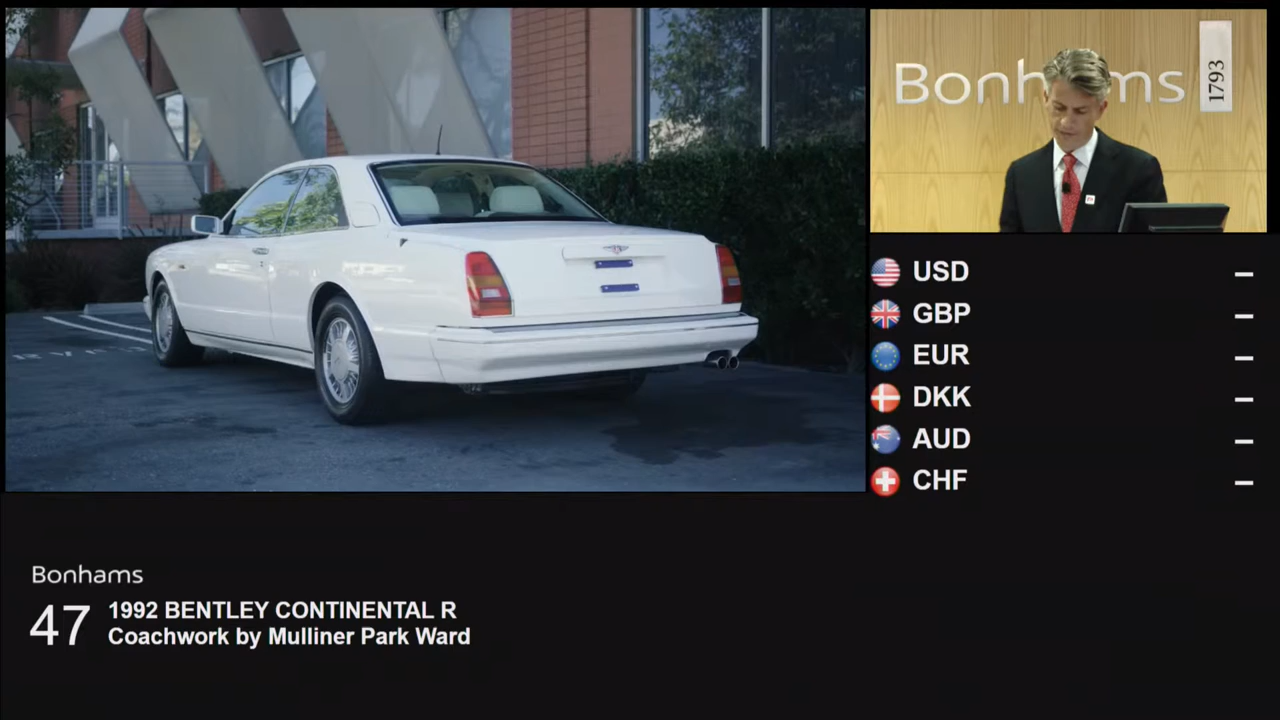 Bonhams
1793
USD –
GBP –
EUR –
DKK –
AUD –
CHF –
Bonhams
47
1992 BENTLEY CONTINENTAL R
Coachwork by Mulliner Park Ward